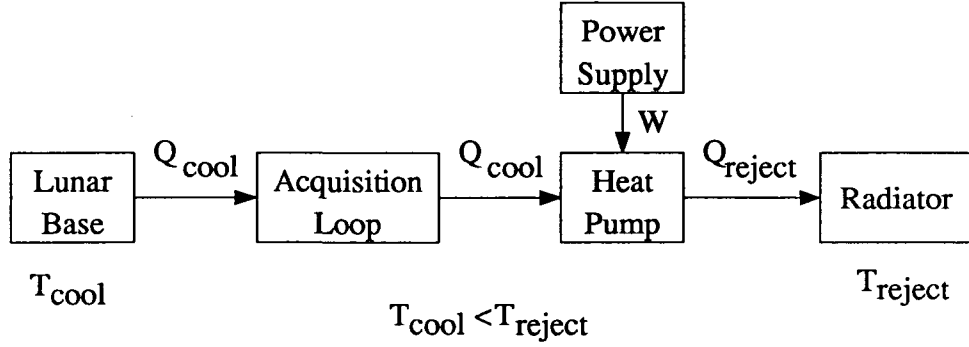 Power
Supply
W
Q cool
Q cool
Q reject
Lunar
Base
Acquisition
Loop
Heat
Pump
Radiator
T cool
T reject
T cool < T reject